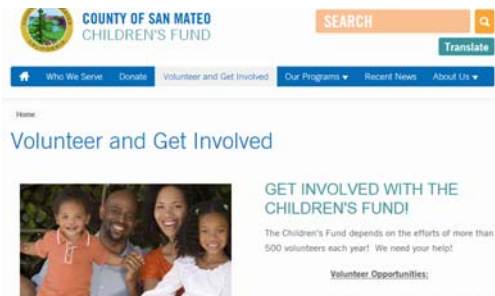 COUNTY OF SAN MATEO
CHILDREN'S FUND
SEARCH
Translate
Who We Serve Donate Volunteer and Get Involved Our Programs Recent News About Us
Home
Volunteer and Get Involved
GET INVOLVED WITH THE
CHILDREN'S FUND!
The Children's Fund depends on the efforts of more than
500 volunteers each year! We need your help!
Volunteer Opportunities: